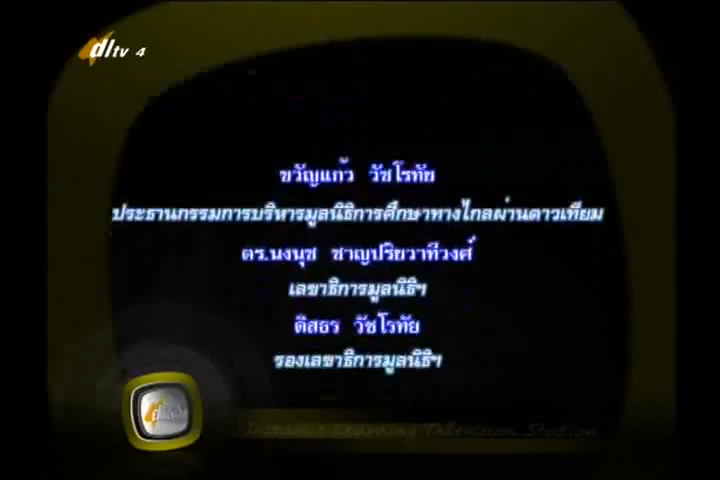 dltv 4
ขวัญแก้ว วัชโรทัย
ประธานกรรมการบริหารมูลนิธิการศึกษาทางไกลผ่านดาวเทียม
ดร.นงนุช ชาญปริยวาทีวงศ์
เลขาธิการมูลนิธิฯ
ดิสธร วัชโรทัย
รองเลขาธิการมูลนิธิฯ
Distance Learning Television Station